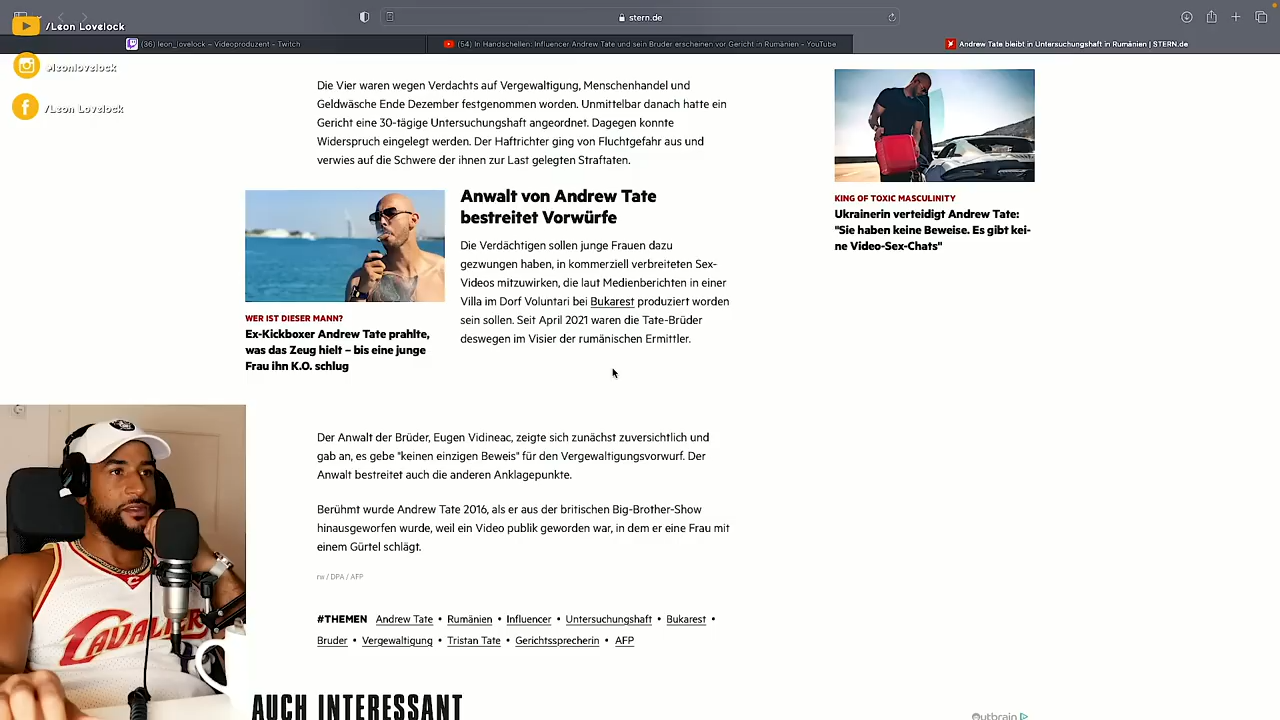 /Leon Lovelock
stern.de
(36) leon_lovelock – Videoproduzent – Twitch
(54) In Handschellen: Influencer Andrew Tate und sein Bruder erscheinen vor Gericht in Rumänien – YouTube
Andrew Tate bleibt in Untersuchungshaft in Rumänien | STERN.de
/Leon Lovelock
Die Vier waren wegen Verdachts auf Vergewaltigung, Menschenhandel und
Geldwäsche Ende Dezember festgenommen worden. Unmittelbar danach hatte ein
Gericht eine 30-tägige Untersuchungshaft angeordnet. Dagegen konnte
Widerspruch eingelegt werden. Der Haftrichter ging von Fluchtgefahr aus und
verwies auf die Schwere der ihnen zur Last gelegten Straftaten.
KING OF TOXIC MASCULINITY
Ukrainerin verteidigt Andrew Tate:
"Sie haben keine Beweise. Es gibt kei-
ne Video-Sex-Chats"
WER IST DIESER MANN?
Ex-Kickboxer Andrew Tate prahlte,
was das Zeug hielt – bis eine junge
Frau ihn K.O. schlug
Anwalt von Andrew Tate
bestreitet Vorwürfe
Die Verdächtigen sollen junge Frauen dazu
gezwungen haben, in kommerziell verbreiteten Sex-
Videos mitzuwirken, die laut Medienberichten in einer
Villa im Dorf Voluntari bei Bukarest produziert worden
sein sollen. Seit April 2021 waren die Tate-Brüder
deswegen im Visier der rumänischen Ermittler.
Der Anwalt der Brüder, Eugen Vidineac, zeigte sich zunächst zuversichtlich und
gab an, es gebe "keinen einzigen Beweis" für den Vergewaltigungsvorwurf. Der
Anwalt bestreitet auch die anderen Anklagepunkte.
Berühmt wurde Andrew Tate 2016, als er aus der britischen Big-Brother-Show
hinausgeworfen wurde, weil ein Video publik geworden war, in dem er eine Frau mit
einem Gürtel schlägt.
rw / DPA / AFP
#THEMEN Andrew Tate • Rumänien • Influencer • Untersuchungshaft • Bukarest •
Bruder • Vergewaltigung • Tristan Tate • Gerichtssprecherin • AFP
CAVALIERS
AUCH INTERESSANT
Outbrain